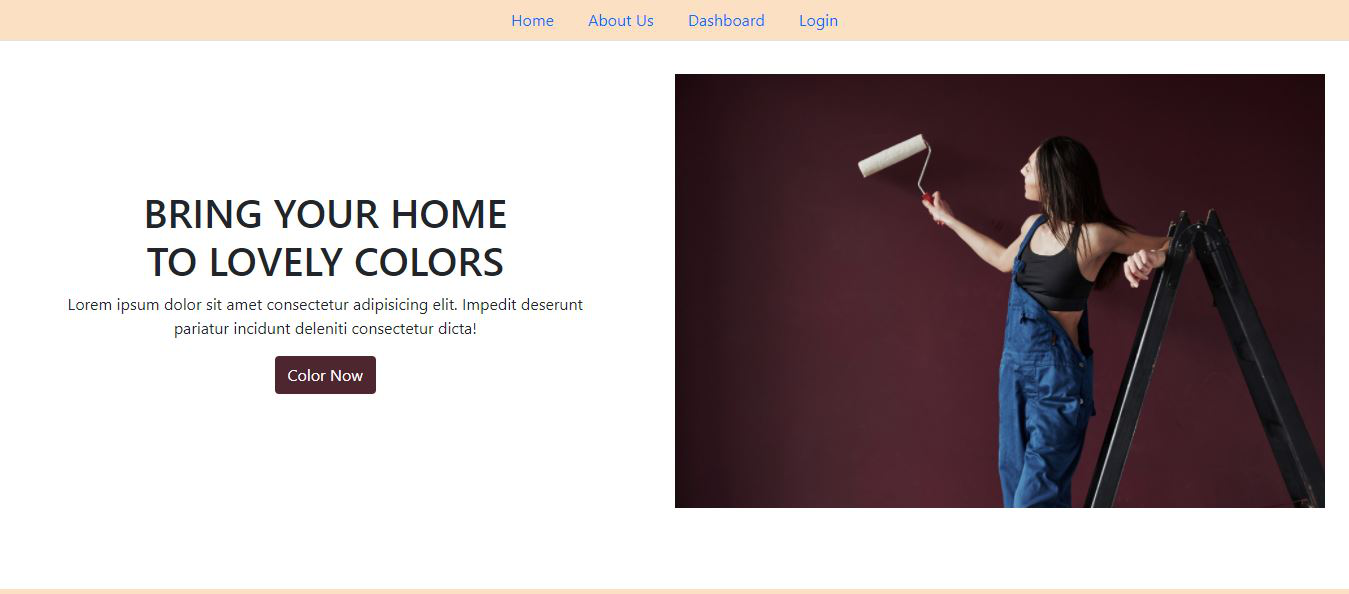 Home About Us Dashboard Login
BRING YOUR HOME
TO LOVELY COLORS
Lorem ipsum dolor sit amet consectetur adipisicing elit. Impedit deserunt
pariatur incidunt deleniti consectetur dicta!
Color Now